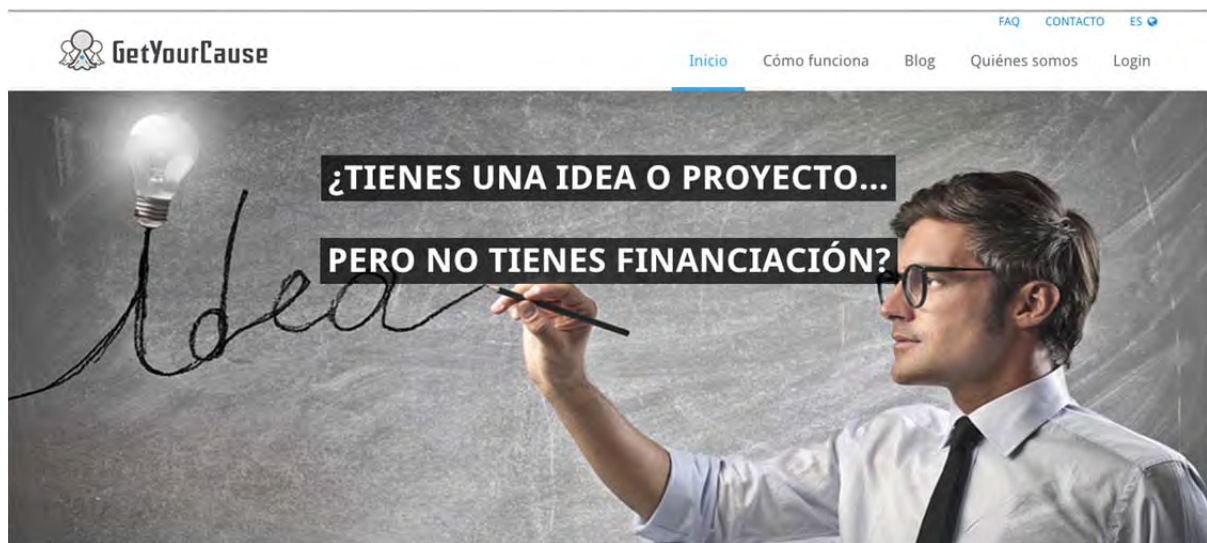 FAQ CONTACTO ES
GetYourCause
Inicio Cómo funciona Blog Quiénes somos Login
¿TIENES UNA IDEA O PROYECTO...
PERO NO TIENES FINANCIACIÓN?
idea